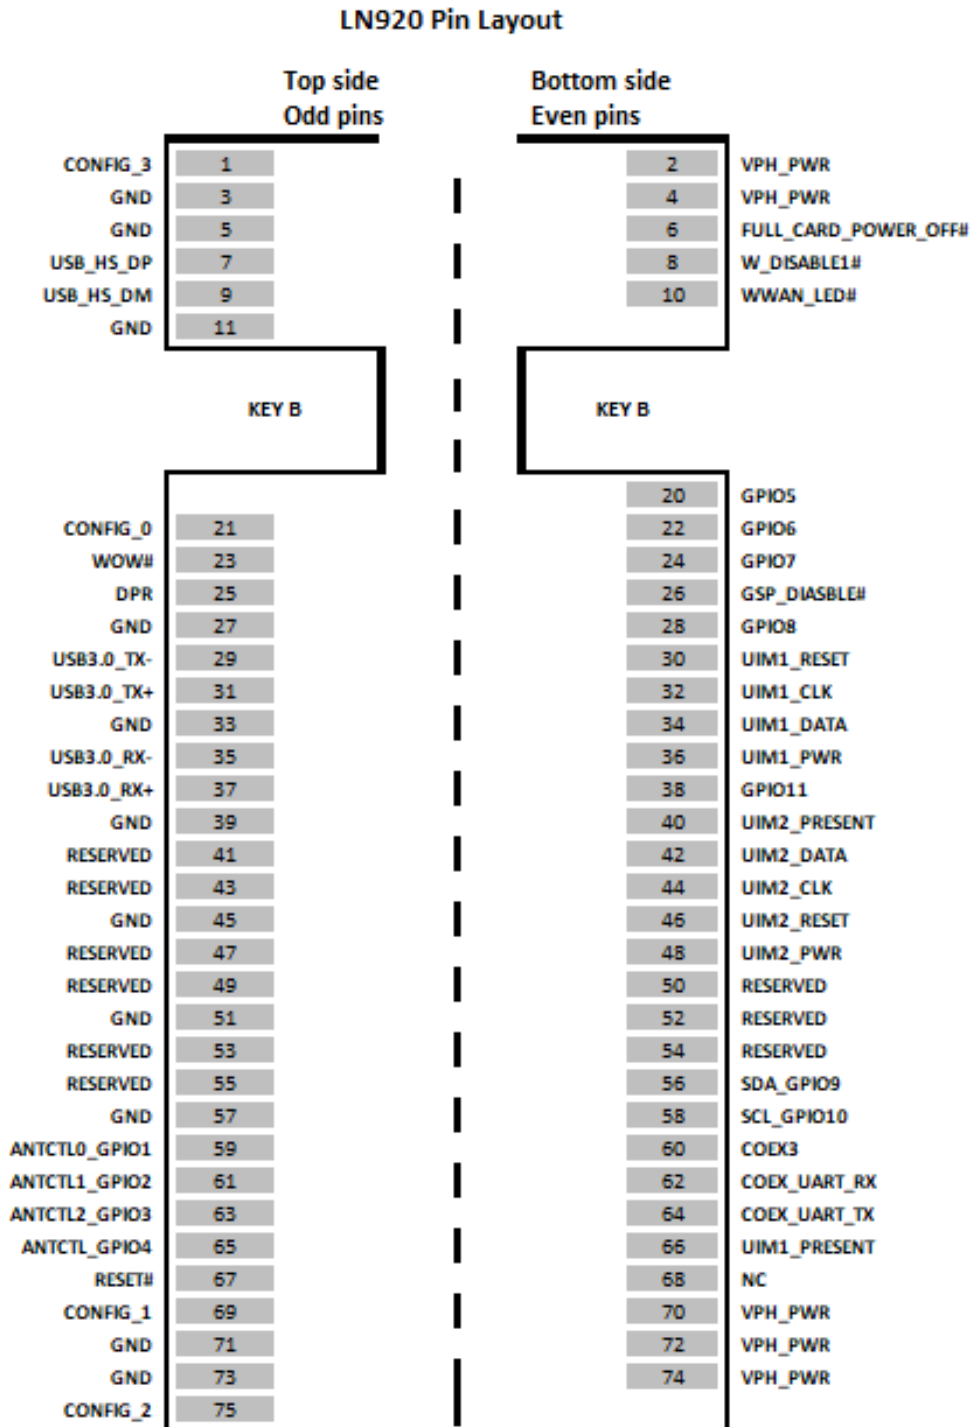 LN920 Pin Layout
Top side Bottom side
Odd pins Even pins
CONFIG_3 1 2 VPH_PWR
GND 3 4 VPH_PWR
GND 5 6 FULL_CARD_POWER_OFF#
USB_HS_DP 7 8 W_DISABLE1#
USB_HS_DM 9 10 WWAN_LED#
GND 11
KEY B KEY B
20 GPIO5
CONFIG_0 21 22 GPIO6
WOW# 23 24 GPIO7
DPR 25 26 GSP_DIASBLE#
GND 27 28 GPIO8
USB3.0_TX- 29 30 UIM1_RESET
USB3.0_TX+ 31 32 UIM1_CLK
GND 33 34 UIM1_DATA
USB3.0_RX- 35 36 UIM1_PWR
USB3.0_RX+ 37 38 GPIO11
GND 39 40 UIM2_PRESENT
RESERVED 41 42 UIM2_DATA
RESERVED 43 44 UIM2_CLK
GND 45 46 UIM2_RESET
RESERVED 47 48 UIM2_PWR
RESERVED 49 50 RESERVED
GND 51 52 RESERVED
RESERVED 53 54 RESERVED
RESERVED 55 56 SDA_GPIO9
GND 57 58 SCL_GPIO10
ANTCTL0_GPIO1 59 60 COEX3
ANTCTL1_GPIO2 61 62 COEX_UART_RX
ANTCTL2_GPIO3 63 64 COEX_UART_TX
ANTCTL_GPIO4 65 66 UIM1_PRESENT
RESET# 67 68 NC
CONFIG_1 69 70 VPH_PWR
GND 71 72 VPH_PWR
GND 73 74 VPH_PWR
CONFIG_2 75